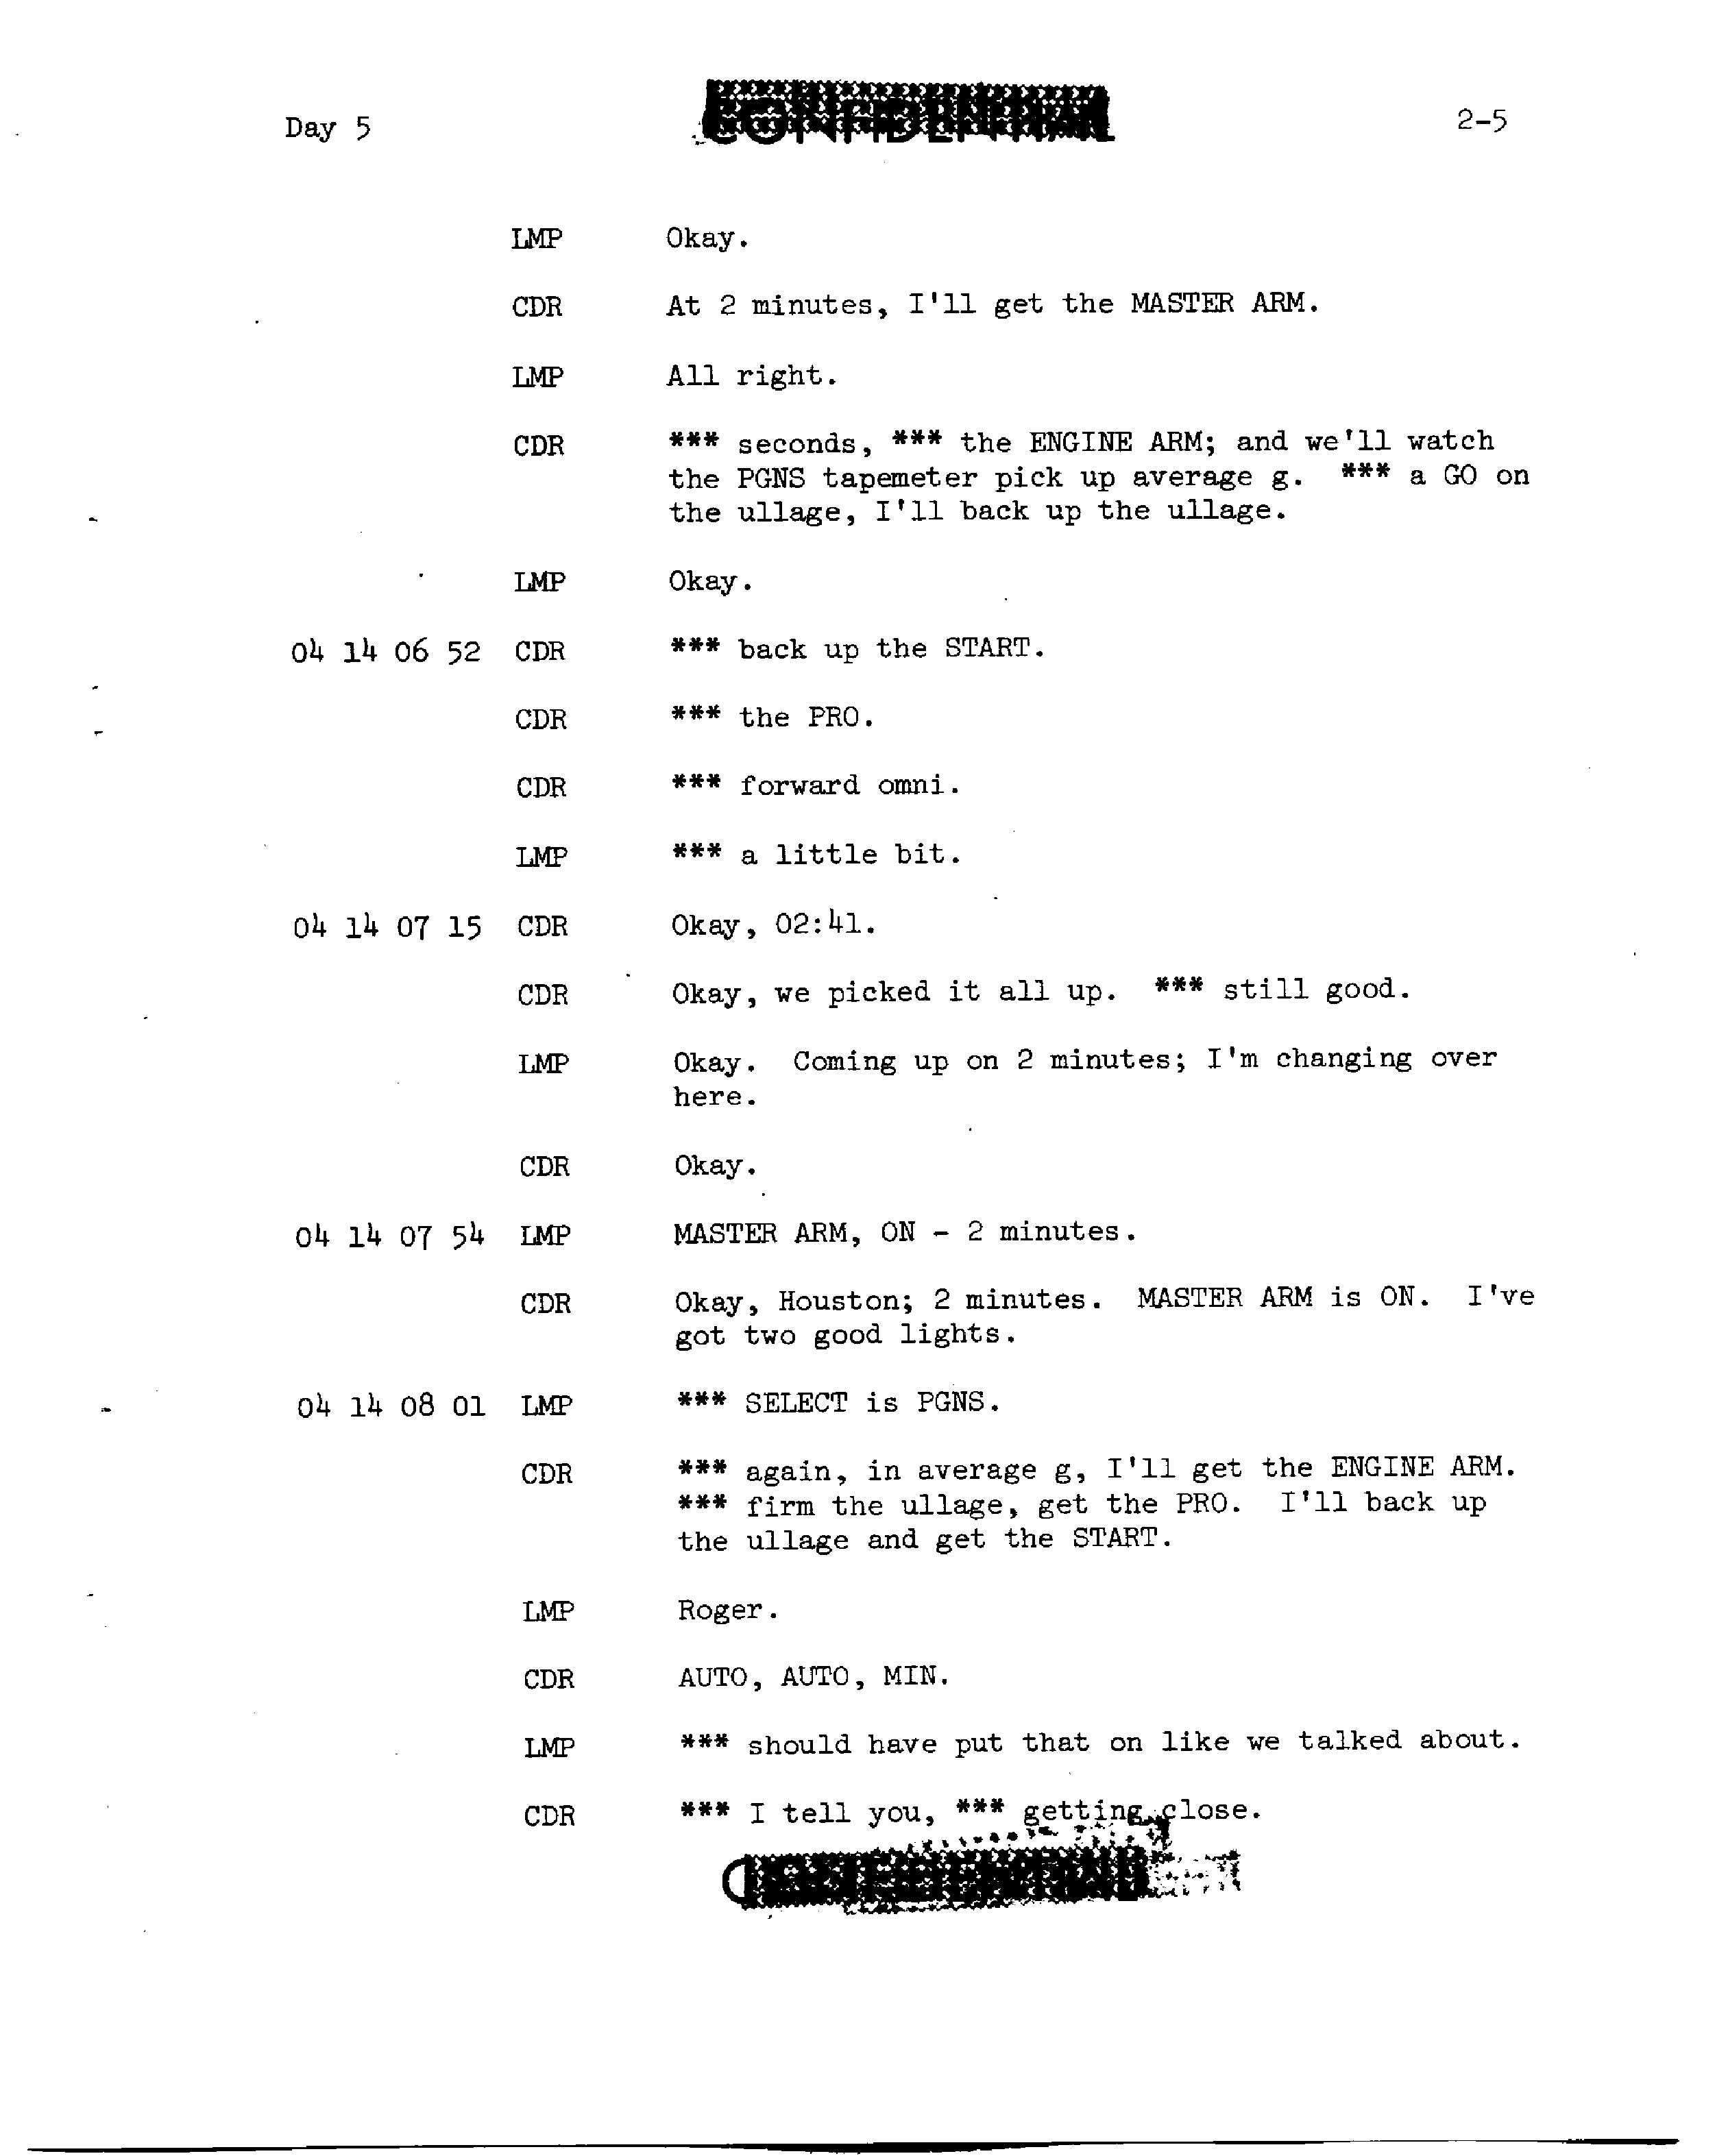 Day 5 CONFIDENTIAL 2-5
LMP Okay.
CDR At 2 minutes, I'll get the MASTER ARM.
LMP All right.
CDR *** seconds, *** the ENGINE ARM; and we'll watch
the PGNS tapemeter pick up average g. *** a GO on
the ullage, I'll back up the ullage.
LMP Okay.
04 14 06 52 CDR *** back up the START.
CDR *** the PRO.
CDR *** forward omni.
LMP *** a little bit.
04 14 07 15 CDR Okay, 02:41.
CDR Okay, we picked it all up. *** still good.
LMP Okay. Coming up on 2 minutes; I'm changing over
here.
CDR Okay.
04 14 07 54 LMP MASTER ARM, ON - 2 minutes.
CDR Okay, Houston; 2 minutes. MASTER ARM is ON. I've
got two good lights.
04 14 08 01 LMP *** SELECT is PGNS.
CDR *** again, in average g, I'll get the ENGINE ARM.
*** firm the ullage, get the PRO. I'll back up
the ullage and get the START.
LMP Roger.
CDR AUTO, AUTO, MIN.
LMP *** should have put that on like we talked about.
CDR *** I tell you, *** getting close.